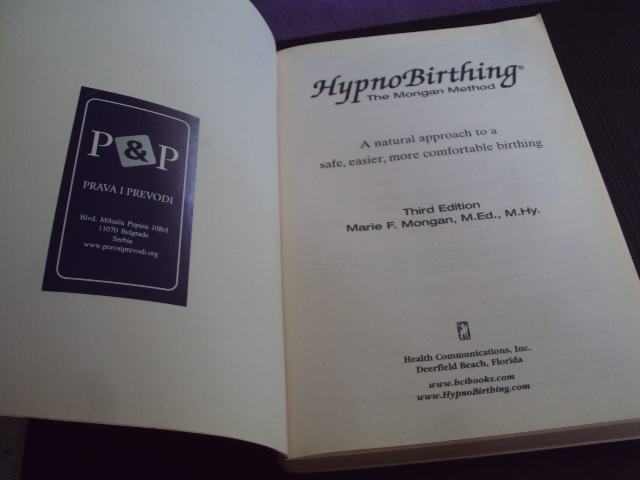 P & P
PRAVA I PREVODI
Blvd. Mihaila Pupina 10B/I
11070 Belgrade
Serbia
www.pravaiprevodi.org
HypnoBirthing®
The Mongan Method
A natural approach to a
safe, easier, more comfortable birthing
Third Edition
Marie F. Mongan, M.Ed., M.Hy.
Health Communications, Inc.
Deerfield Beach, Florida
www.hcibooks.com
www.HypnoBirthing.com